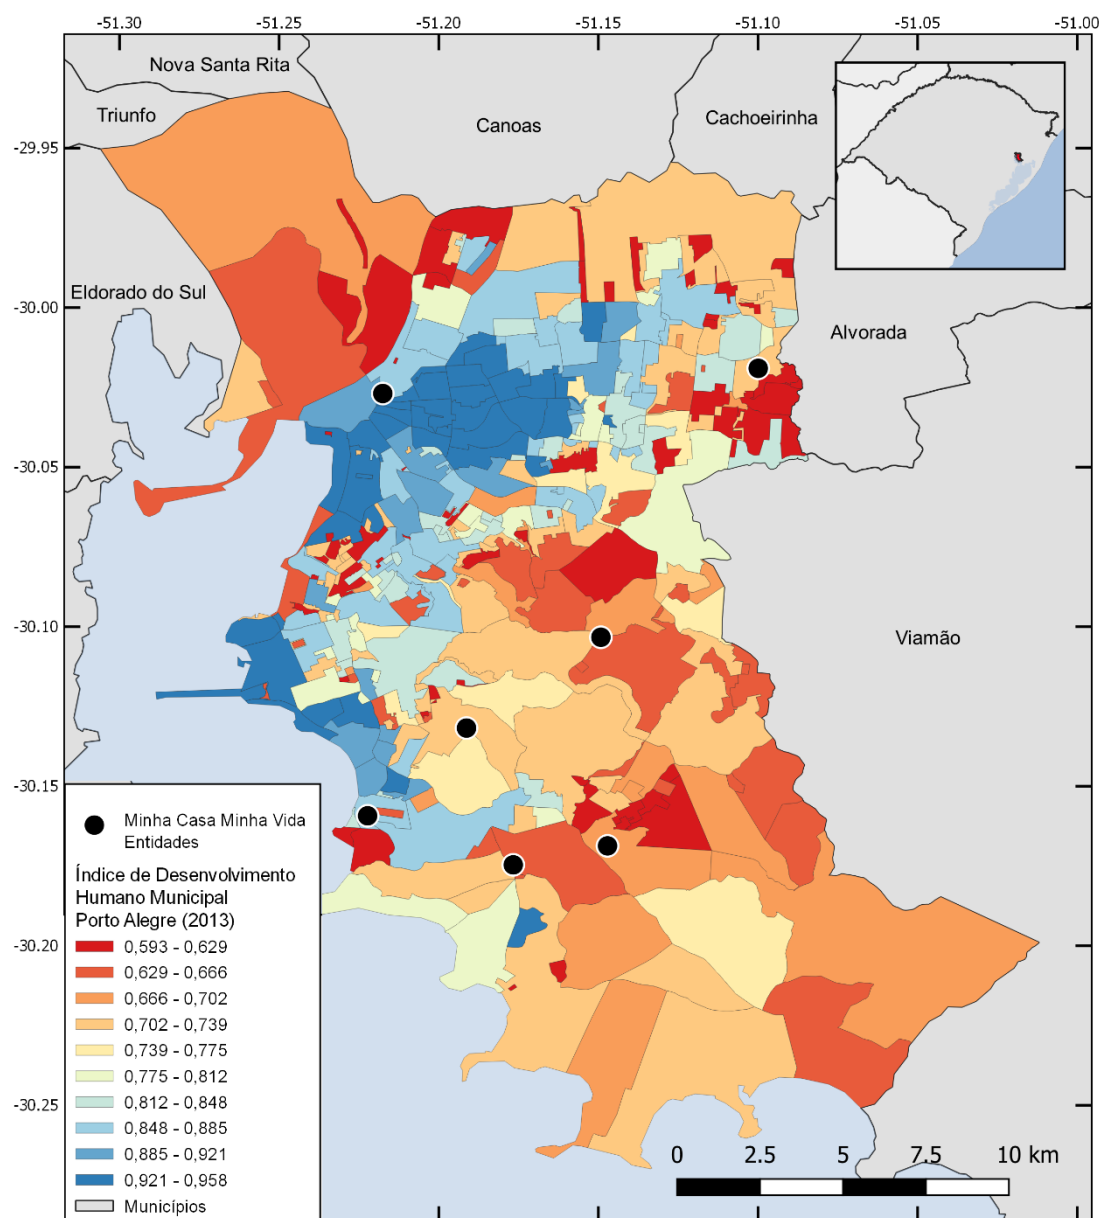 -51.30 -51.25 -51.20 -51.15 -51.10 -51.05 -51.00
Nova Santa Rita
Triunfo
Canoas
Cachoeirinha
-29.95
Eldorado do Sul
-30.00
Alvorada
-30.05
-30.10
Viamão
-30.15
Minha Casa Minha Vida
Entidades
Índice de Desenvolvimento
Humano Municipal
Porto Alegre (2013)
0,593 - 0,629
0,629 - 0,666
0,666 - 0,702
0,702 - 0,739
0,739 - 0,775
0,775 - 0,812
0,812 - 0,848
0,848 - 0,885
0,885 - 0,921
0,921 - 0,958
Municípios
-30.20
-30.25
0 2.5 5 7.5 10 km